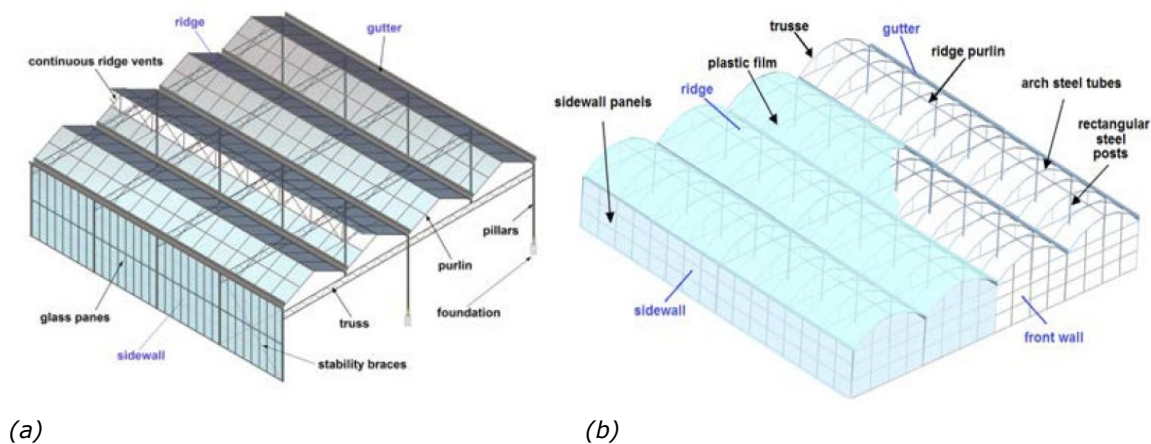 ridge
gutter
continuous ridge vents
pillars
purlin
foundation
truss
glass panes
sidewall
stability braces
(a)
trusse
gutter
ridge purlin
plastic film
arch steel tubes
sidewall panels
ridge
rectangular
steel
posts
sidewall
front wall
(b)